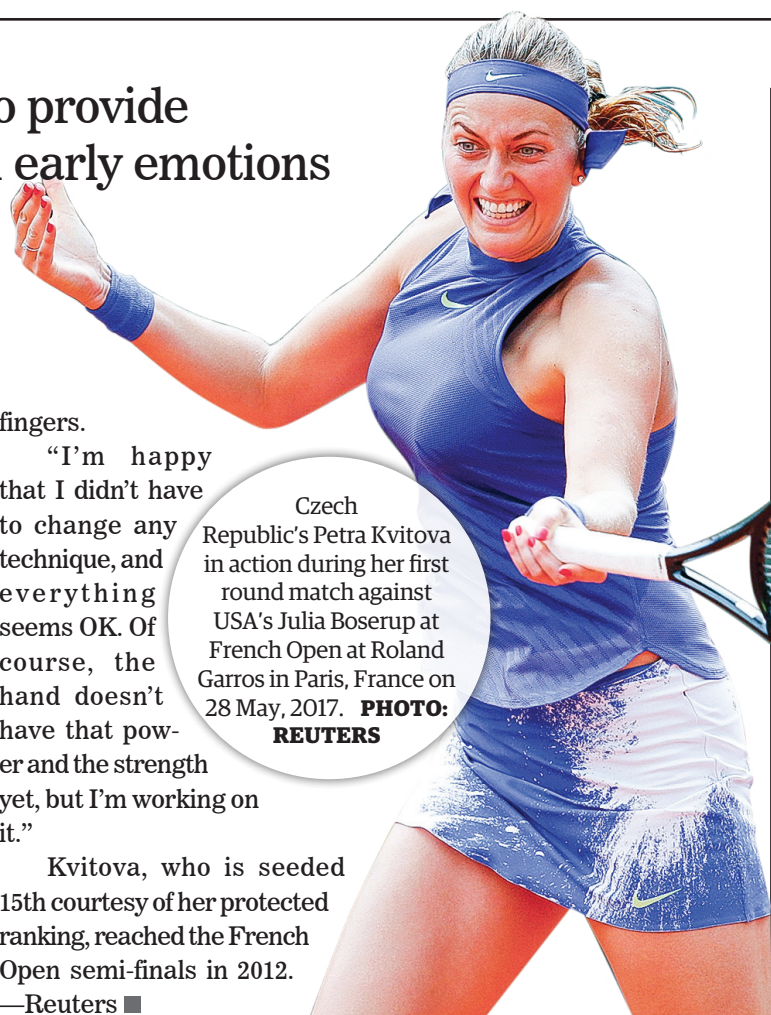 o provide
early emotions
fingers.
“I’m happy
that I didn’t have
to change any
technique, and
everything
seems OK. Of
course, the
hand doesn’t
have that pow-
er and the strength
yet, but I’m working on
it.”
Kvitova, who is seeded
15th courtesy of her protected
ranking, reached the French
Open semi-finals in 2012.
—Reuters ■
Czech
Republic’s Petra Kvitova
in action during her first
round match against
USA’s Julia Boserup at
French Open at Roland
Garros in Paris, France on
28 May, 2017. PHOTO:
REUTERS